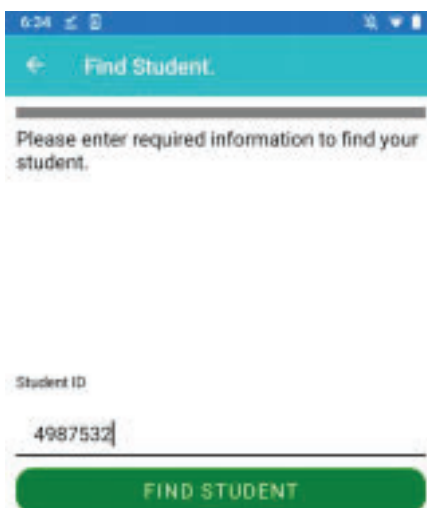 6:34
Find Student.
Please enter required information to find your
student.
Student ID
4987532
FIND STUDENT